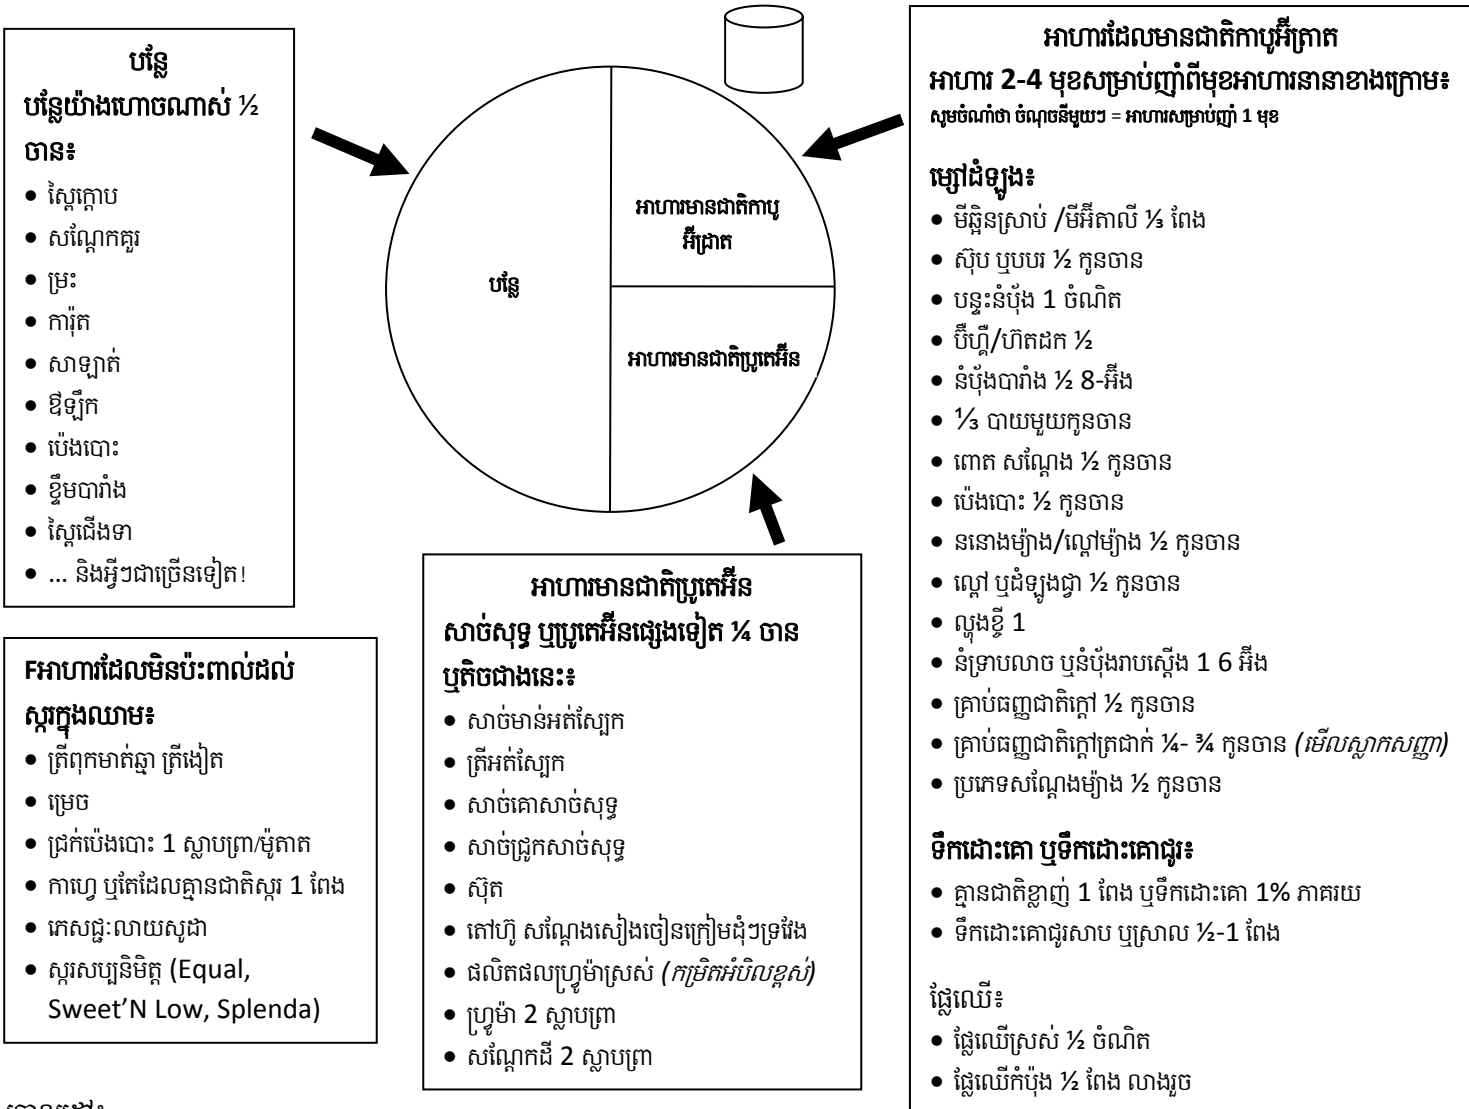 បន្លែ
បន្លែយ៉ាងហោចណាស់ ½
ចាន៖
• ស្ពៃក្តោប
• សណ្តែកគួរ
• ម្រះ
• ការ៉ុត
• សាឡាត់
• ឪឡឹក
• ប៉េងបោះ
• ខ្ទឹមបារាំង
• ស្ពៃជើងទា
• ... និងអ្វីៗជាច្រើនទៀត!
Fអាហារដែលមិនប៉ះពាល់ដល់
ស្ករក្នុងឈាម៖
• ត្រីពុកមាត់ឆ្មា ត្រីងៀត
• ម្រេច
• ជ្រក់ប៉េងបោះ 1 ស្លាបព្រា/ម៉ូតាត
• កាហ្វេ ឬតែដែលគ្មានជាតិស្ករ 1 ពែង
• ភេសជ្ជៈលាយសូដា
• ស្ករសប្បនិមិត្ត (Equal,
Sweet’N Low, Splenda)
បន្លែ
អាហារមានជាតិកាបូ
អ៊ីដ្រាត
អាហារមានជាតិប្រូតេអ៊ីន
អាហារមានជាតិប្រូតេអ៊ីន
សាច់សុទ្ធ ឬប្រូតេអ៊ីនផ្សេងទៀត ¼ ចាន
ឬតិចជាងនេះ៖
• សាច់មាន់អត់ស្បែក
• ត្រីអត់ស្បែក
• សាច់គោសាច់សុទ្ធ
• សាច់ជ្រូកសាច់សុទ្ធ
• ស៊ុត
• តៅហ៊ូ សណ្តែងសៀងចៀនក្រៀមដុំៗទ្រវែង
• ផលិតផលហ្វ្រូម៉ាស្រស់ (កម្រិតអំបិលខ្ពស់)
• ហ្វ្រូម៉ា 2 ស្លាបព្រា
• សណ្តែកដី 2 ស្លាបព្រា
អាហារដែលមានជាតិកាបូអ៊ីត្រាត
អាហារ 2-4 មុខសម្រាប់ញ៉ាំពីមុខអាហារនានាខាងក្រោម៖
សូមចំណាំថា ចំណុចនីមួយៗ = អាហារសម្រាប់ញ៉ាំ 1 មុខ
ម្សៅដំឡូង៖
• មីឆ្អិនស្រាប់ /មីអ៊ីតាលី ⅓ ពែង
• ស៊ុប ឬបបរ ½ កូនចាន
• បន្ទះនំប៉័ង 1 ចំណិត
• ប៊ឺហ្គឺ/ហ៊តដក ½
• នំប៉័ងបារាំង ½ 8-អ៊ីង
• ⅓ បាយមួយកូនចាន
• ពោត សណ្តែង ½ កូនចាន
• ប៉េងបោះ ½ កូនចាន
• ននោងម្យ៉ាង/ល្ពៅម្យ៉ាង ½ កូនចាន
• ល្ពៅ ឬដំឡូងជ្វា ½ កូនចាន
• ល្ហុងខ្ចី 1
• នំទ្រាបលាច ឬនំប៉័ងរាបស្តើង 1 6 អ៊ីង
• គ្រាប់ធញ្ញជាតិក្តៅ ½ កូនចាន
• គ្រាប់ធញ្ញជាតិក្តៅត្រជាក់ ¼- ¾ កូនចាន (មើលស្លាកសញ្ញា)
• ប្រភេទសណ្តែងម្យ៉ាង ½ កូនចាន
ទឹកដោះគោ ឬទឹកដោះគោជូរ៖
• គ្មានជាតិខ្លាញ់ 1 ពែង ឬទឹកដោះគោ 1% ភាគរយ
• ទឹកដោះគោជូរសាប ឬស្រាល ½-1 ពែង
ផ្លែឈើ៖
• ផ្លែឈើស្រស់ ½ ចំណិត
• ផ្លែឈើកំប៉ុង ½ ពែង លាងរួច